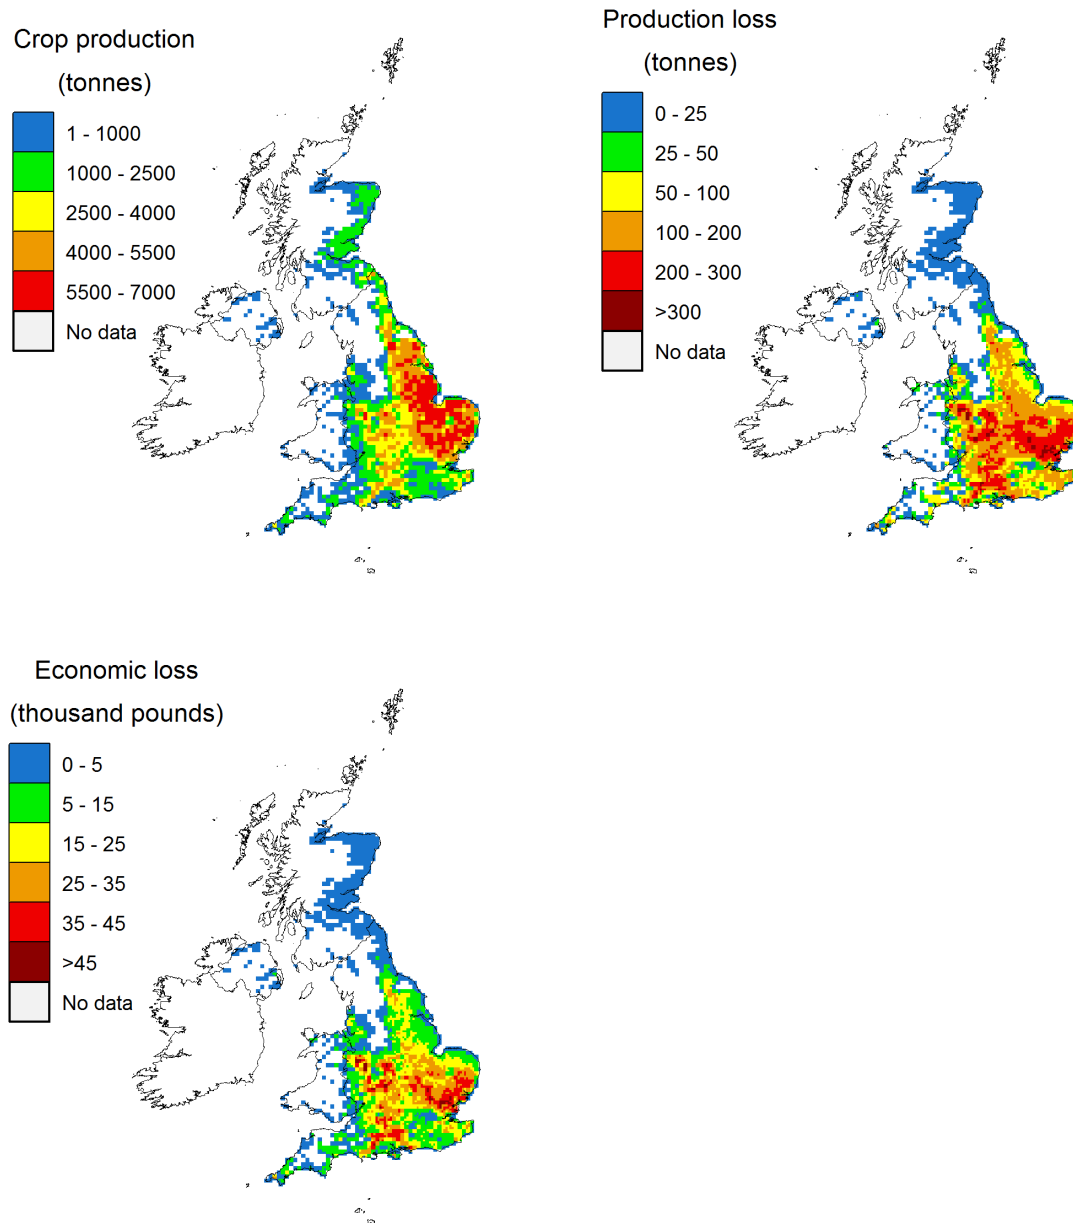 Crop production
(tonnes)
1 - 1000
1000 - 2500
2500 - 4000
4000 - 5500
5500 - 7000
No data
Production loss
(tonnes)
0 - 25
25 - 50
50 - 100
100 - 200
200 - 300
>300
No data
Economic loss
(thousand pounds)
0 - 5
5 - 15
15 - 25
25 - 35
35 - 45
>45
No data